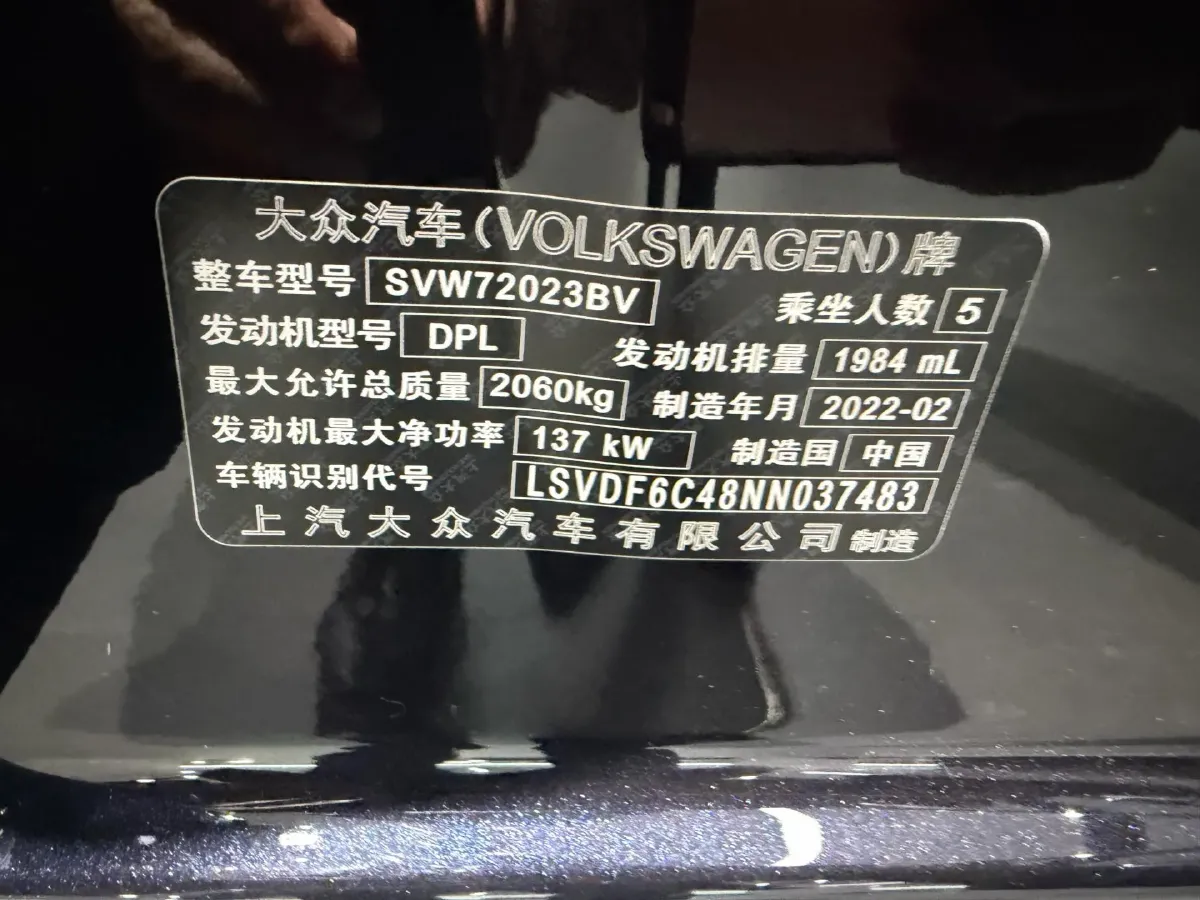 大众汽车(VOLKSWAGEN)牌
整车型号 SVW72023BV 乘坐人数 5
发动机型号 DPL 发动机排量 1984 mL
最大允许总质量 2060kg 制造年月 2022-02
发动机最大净功率 137 kW 制造国 中国
车辆识别代号 LSVDF6C48NN037483
上汽大众汽车有限公司 制造